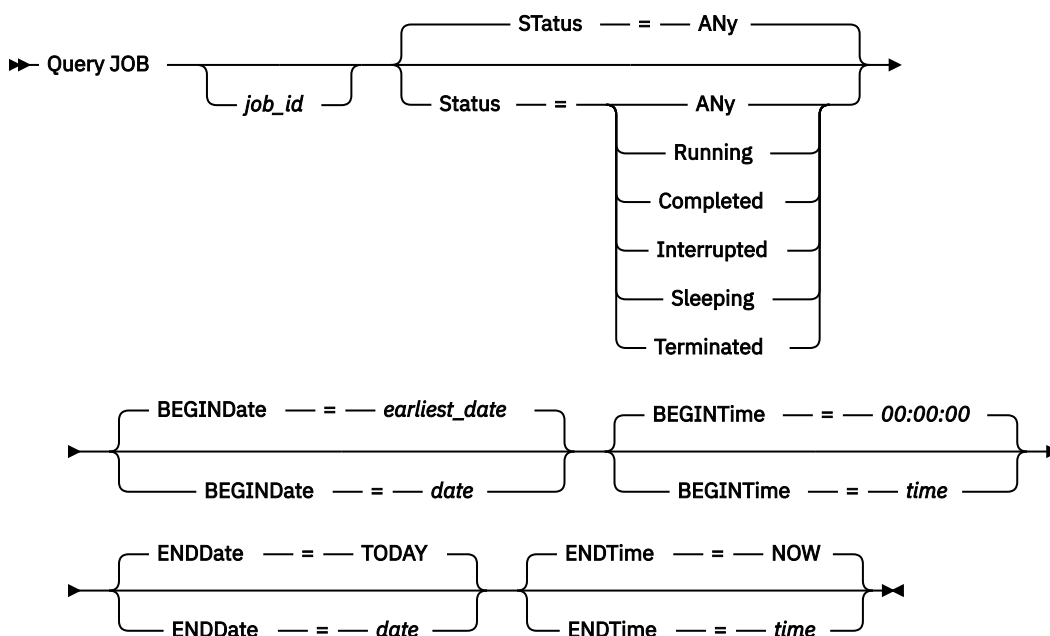 STatus = ANy
Query JOB
job_id
Status = ANy
Running
Completed
Interrupted
Sleeping
Terminated
BEGINDate = earliest_date
BEGINTime = 00:00:00
BEGINDate = date
BEGINTime = time
ENDDate = TODAY
ENDTime = NOW
ENDDate = date
ENDTime = time